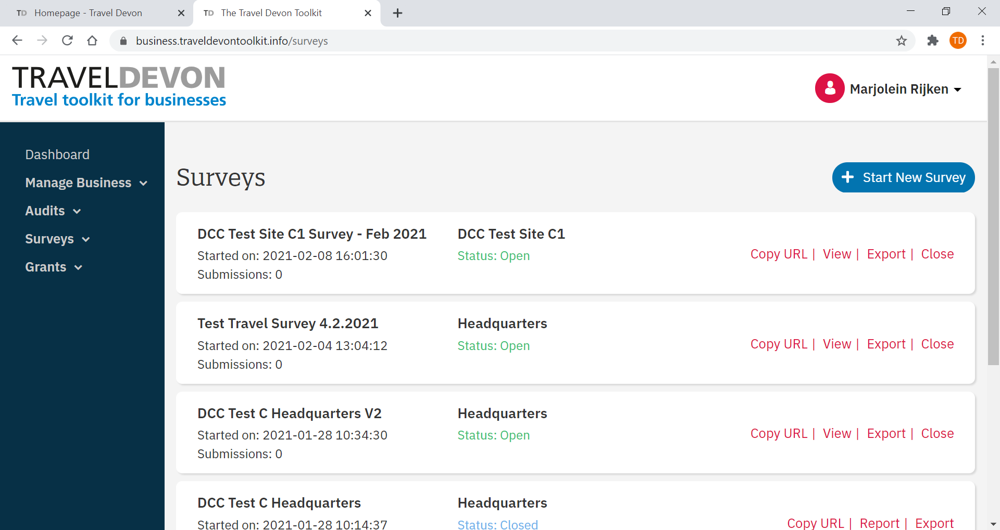 TD Homepage - Travel Devon
TD The Travel Devon Toolkit
business.traveldevontoolkit.info/surveys
TD
TRAVELDEVON
Travel toolkit for businesses
Marjolein Rijken
Dashboard
Manage Business
Audits
Surveys
Grants
Surveys
Start New Survey
DCC Test Site C1 Survey - Feb 2021
Started on: 2021-02-08 16:01:30
Submissions: 0
DCC Test Site C1
Status: Open
Copy URL | View | Export | Close
Test Travel Survey 4.2.2021
Started on: 2021-02-04 13:04:12
Submissions: 0
Headquarters
Status: Open
Copy URL | View | Export | Close
DCC Test C Headquarters V2
Started on: 2021-01-28 10:34:30
Submissions: 0
Headquarters
Status: Open
Copy URL | View | Export | Close
DCC Test C Headquarters
Started on: 2021-01-28 10:14:37
Headquarters
Status: Closed
Copy URL | Report | Export